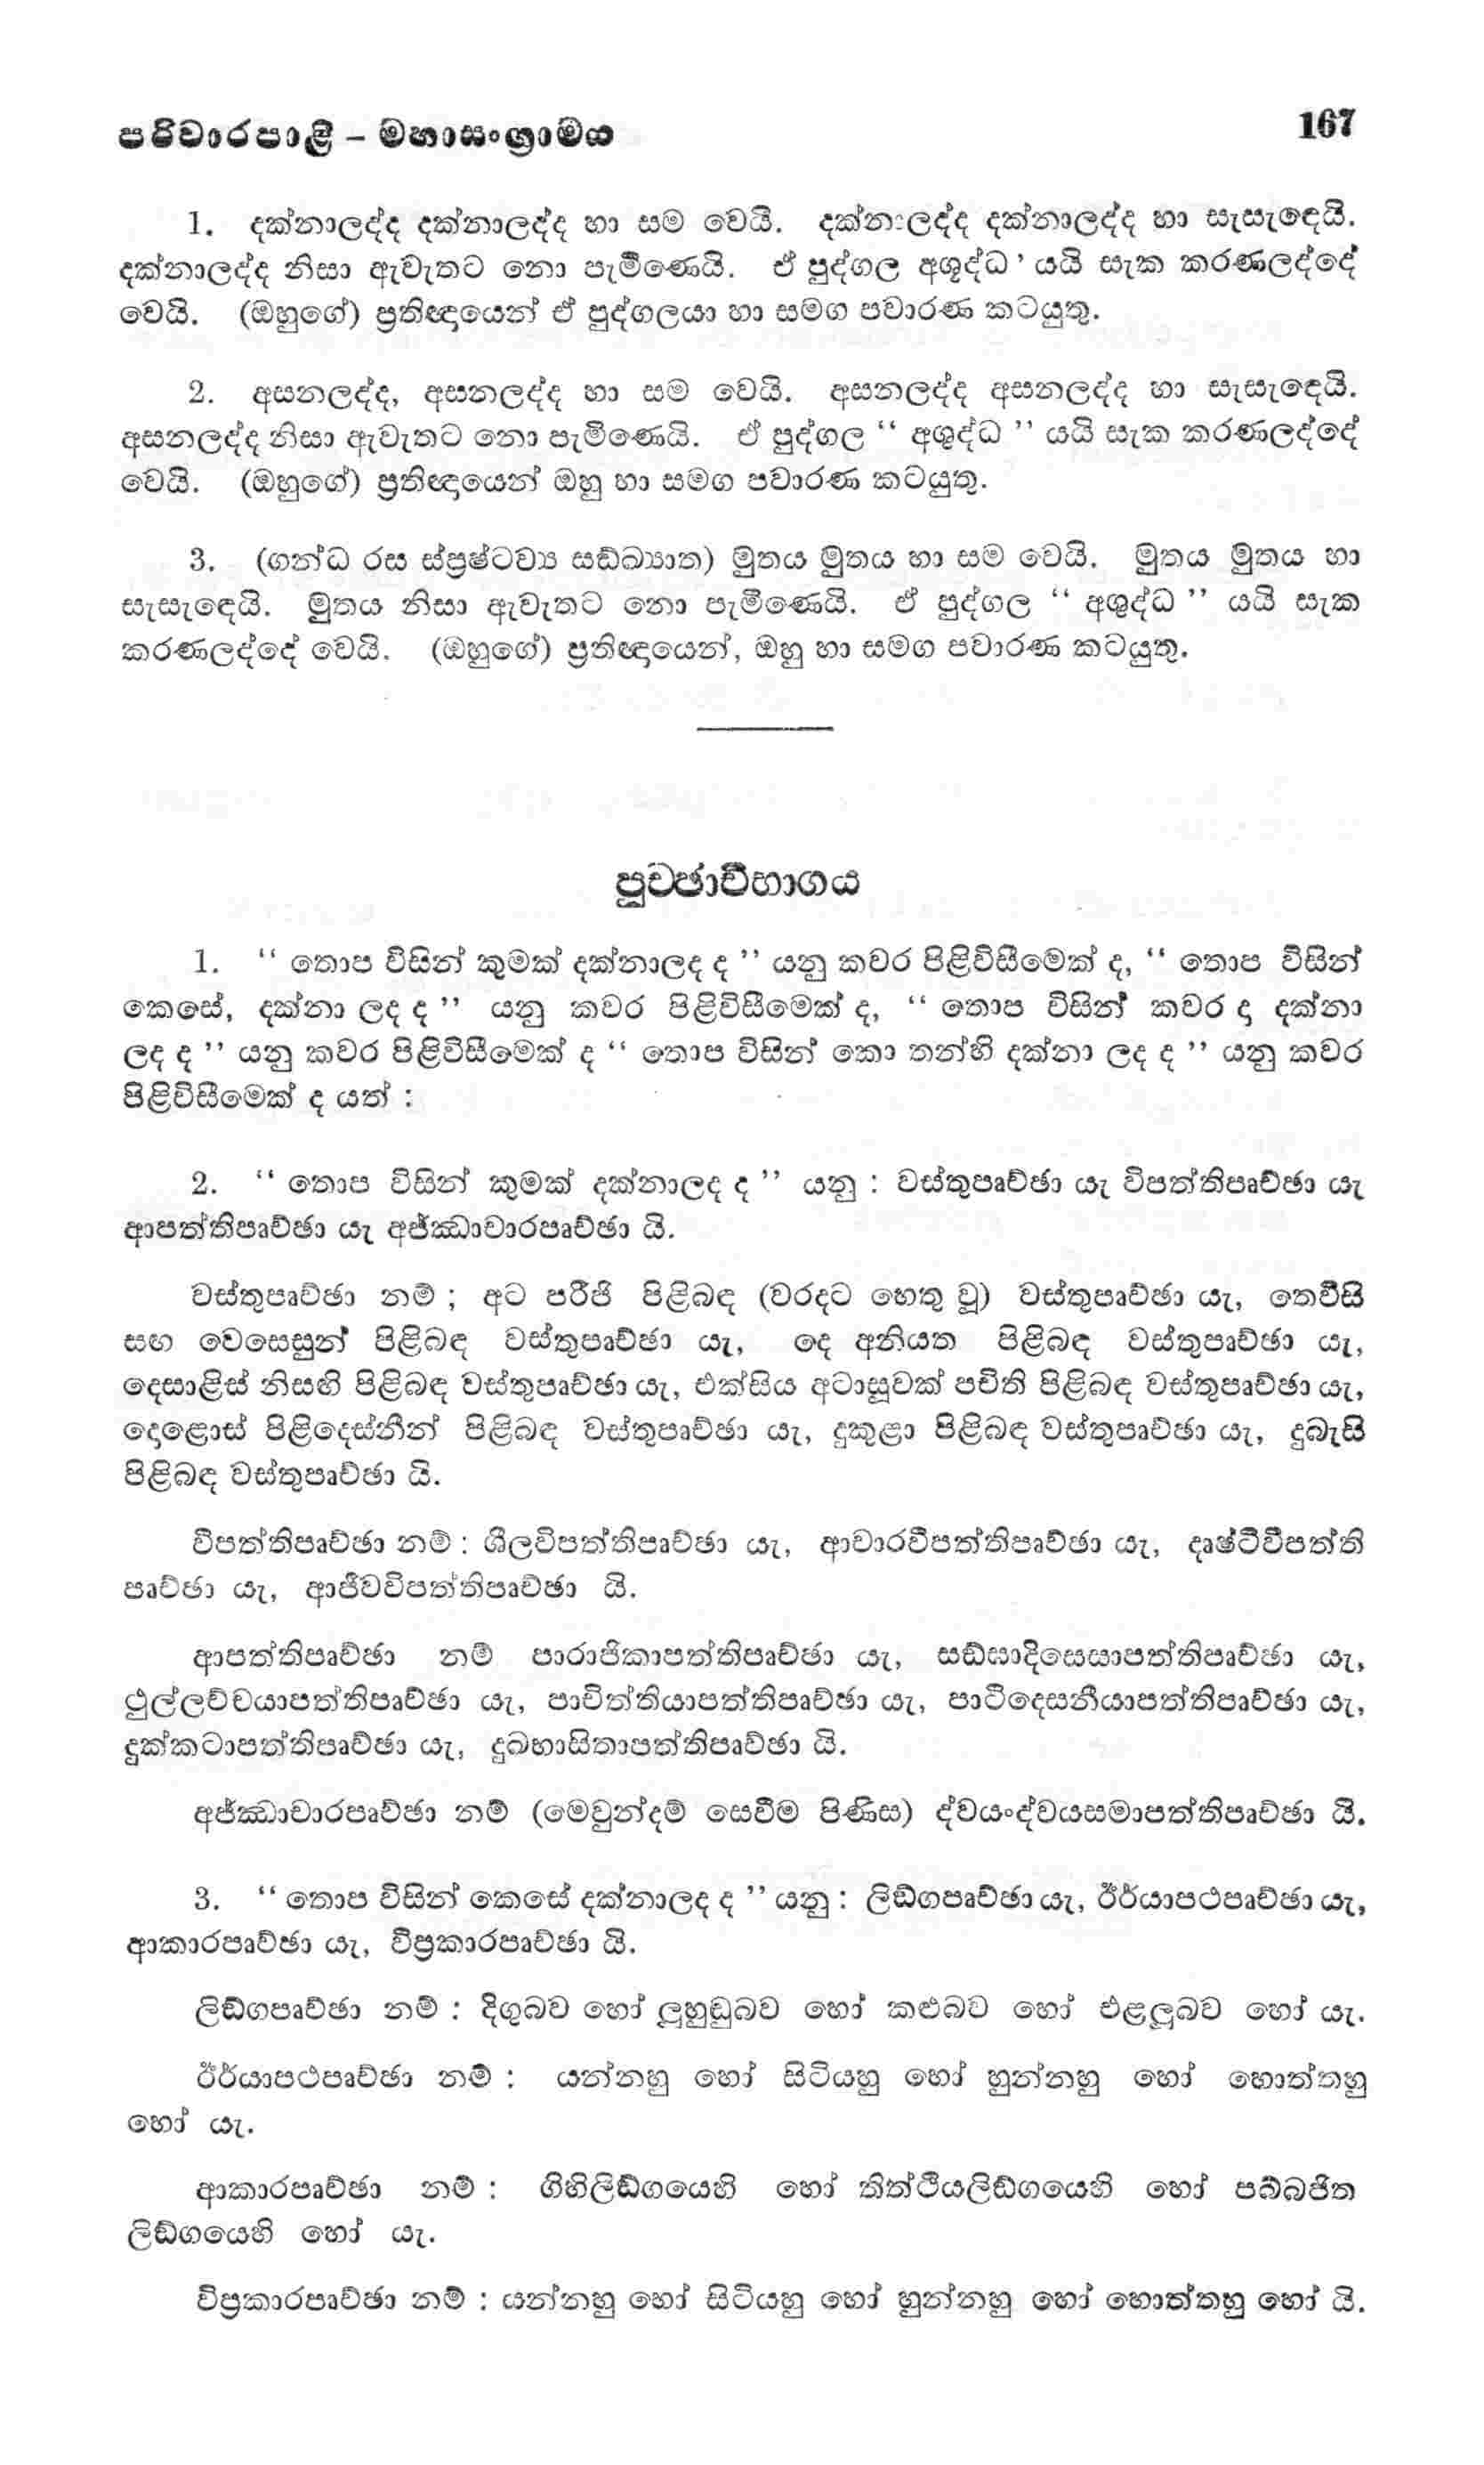 පරිවාරපාළි – මහාසංග්‍රාමය 167
1. දක්නාලද්ද දක්නාලද්ද හා සම වෙයි. දක්නාලද්ද දක්නාලද්ද හා සැසැඳෙයි.
දක්නාලද්ද නිසා ඇවැතට නො පැමිණෙයි. ඒ පුද්ගල අශුද්ධ’ යයි සැක කරණලද්දේ
වෙයි. (ඔහුගේ) ප්‍රතිඥායෙන් ඒ පුද්ගලයා හා සමග පවාරණ කටයුතු.
2. අසනලද්ද, අසනලද්ද හා සම වෙයි. අසනලද්ද අසනලද්ද හා සැසැඳෙයි.
අසනලද්ද නිසා ඇවැතට නො පැමිණෙයි. ඒ පුද්ගල “ අශුද්ධ ” යයි සැක කරණලද්දේ
වෙයි. (ඔහුගේ) ප්‍රතිඥායෙන් ඔහු හා සමග පවාරණ කටයුතු.
3. (ගන්ධ රස ස්ප්‍රෂ්ටව්‍ය සඞ්ඛ්‍යාත) මුතය මුතය හා සම වෙයි. මුතය මුතය හා
සැසැඳෙයි. මුතය නිසා ඇවැතට නො පැමිණෙයි. ඒ පුද්ගල “ අශුද්ධ ” යයි සැක
කරණලද්දේ වෙයි. (ඔහුගේ) ප්‍රතිඥායෙන්, ඔහු හා සමග පවාරණ කටයුතු.
පුච්ඡාවිභාගය
1. “ තොප විසින් කුමක් දක්නාලද ද ” යනු කවර පිළිවිසීමෙක් ද, “ තොප විසින්
කෙසේ, දක්නා ලද ද ” යනු කවර පිළිවිසීමෙක් ද, “ තොප විසින් කවර දා දක්නා
ලද ද ” යනු කවර පිළිවිසීමෙක් ද “ තොප විසින් කො තන්හි දක්නා ලද ද ” යනු කවර
පිළිවිසීමෙක් ද යත් :
2. “ තොප විසින් කුමක් දක්නාලද ද ” යනු : වස්තුපෘච්ඡා යැ විපත්තිපෘච්ඡා යැ
ආපත්තිපෘච්ඡා යැ අජ්ඣාචාරපෘච්ඡා යි.
වස්තුපෘච්ඡා නම් ; අට පරිජි පිළිබඳ (වරදට හෙතු වූ) වස්තුපෘච්ඡා යැ, තෙවිසි
සඟ වෙසෙසුන් පිළිබඳ වස්තුපෘච්ඡා යැ, දෙ අනියත පිළිබඳ වස්තුපෘච්ඡා යැ,
දෙසාළිස් නිසඟි පිළිබඳ වස්තුපෘච්ඡා යැ, එක්සිය අටාසූවක් පචිති පිළිබඳ වස්තුපෘච්ඡා යැ,
දෙළොස් පිළිදෙස්නීන් පිළිබඳ වස්තුපෘච්ඡා යැ, දුකුළා පිළිබඳ වස්තුපෘච්ඡා යැ, දුබැසි
පිළිබඳ වස්තුපෘච්ඡා යි.
විපත්තිපෘච්ඡා නම් : ශීලවිපත්තිපෘච්ඡා යැ, ආචාරවිපත්තිපෘච්ඡා යැ, දෘෂ්ටිවිපත්ති
පෘච්ඡා යැ, ආජීවවිපත්තිපෘච්ඡා යි.
ආපත්තිපෘච්ඡා නම් පාරාජිකාපත්තිපෘච්ඡා යැ, සඞ්ඝාදිසෙසාපත්තිපෘච්ඡා යැ,
ථුල්ලච්චයාපත්තිපෘච්ඡා යැ, පාචිත්තියාපත්තිපෘච්ඡා යැ, පාටිදෙසනීයාපත්තිපෘච්ඡා යැ,
දුක්කටාපත්තිපෘච්ඡා යැ, දුබ්භාසිතාපත්තිපෘච්ඡා යි.
අජ්ඣාචාරපෘච්ඡා නම් (මෙවුන්දම් සෙවීම පිණිස) ද්වයංද්වයසමාපත්තිපෘච්ඡා යි.
3. “ තොප විසින් කෙසේ දක්නාලද ද ” යනු : ලිඞ්ගපෘච්ඡා යැ, ඊර්යාපථපෘච්ඡා යැ,
ආකාරපෘච්ඡා යැ, විප්‍රකාරපෘච්ඡා යි.
ලිඞ්ගපෘච්ඡා නම් : දිගුබව හෝ ලුහුඬුබව හෝ කළුබව හෝ එළලුබව හෝ යැ.
ඊර්යාපථපෘච්ඡා නම් : යන්නහු හෝ සිටියහු හෝ හුන්නහු හෝ හොත්තහු
හෝ යැ.
ආකාරපෘච්ඡා නම් : ගිහිලිඞ්ගයෙහි හෝ තිත්ථියලිඞ්ගයෙහි හෝ පබ්බජිත
ලිඞ්ගයෙහි හෝ යැ.
විප්‍රකාරපෘච්ඡා නම් : යන්නහු හෝ සිටියහු හෝ හුන්නහු හෝ හොත්තහු හෝ යි.